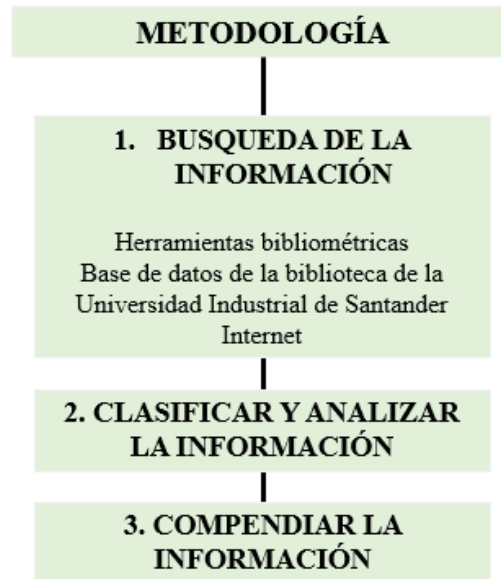 METODOLOGÍA
1. BUSQUEDA DE LA
INFORMACIÓN
Herramientas bibliométricas
Base de datos de la biblioteca de la
Universidad Industrial de Santander
Internet
2. CLASIFICAR Y ANALIZAR
LA INFORMACIÓN
3. COMPENDIAR LA
INFORMACIÓN